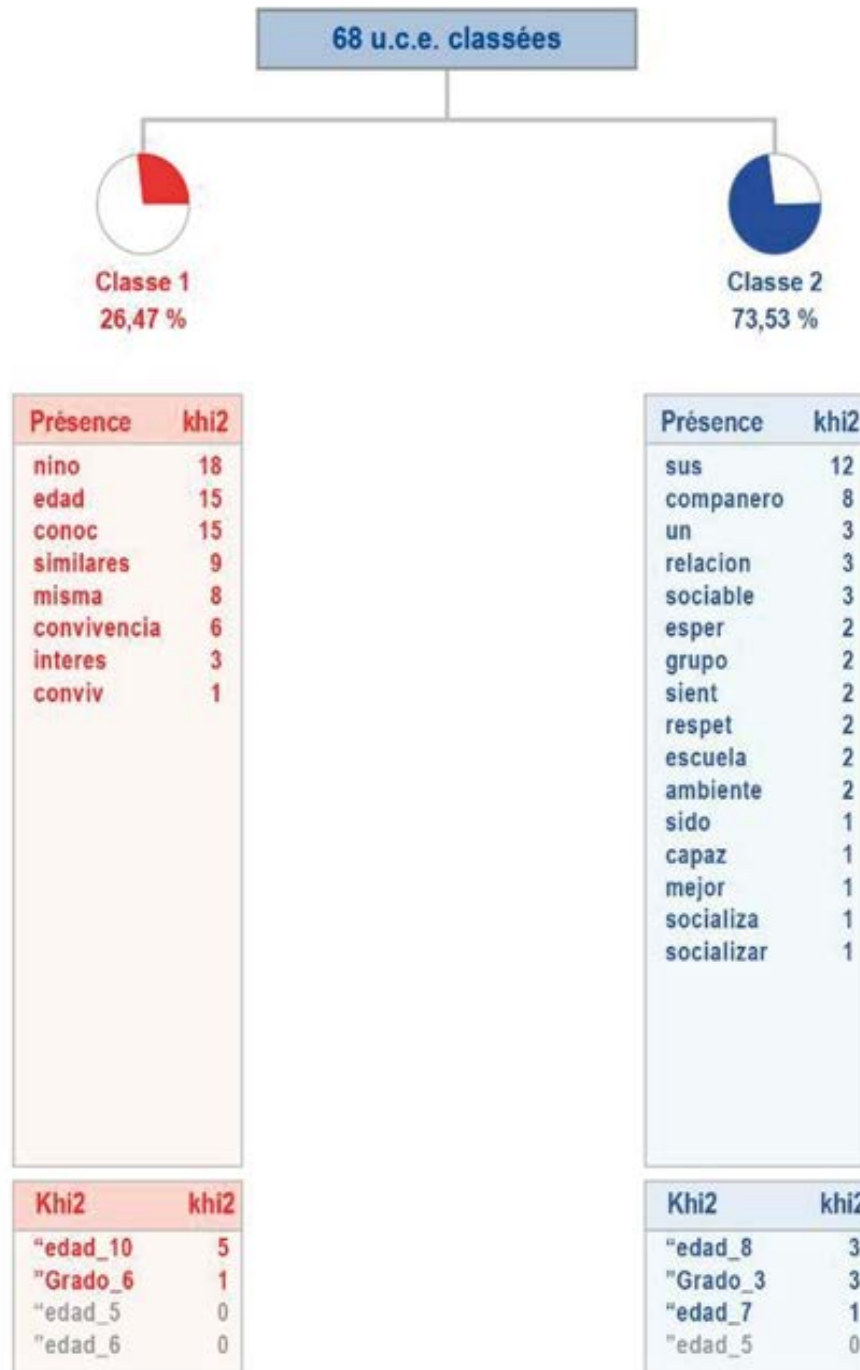 68 u.c.e. classées
Classe 1
26,47 %
Classe 2
73,53 %
Présence khi2
nino 18
edad 15
conoc 15
similares 9
misma 8
convivencia 6
interes 3
conviv 1
Présence khi2
sus 12
companero 8
un 3
relacion 3
sociable 3
esper 2
grupo 2
sient 2
respet 2
escuela 2
ambiente 2
sido 1
capaz 1
mejor 1
socializa 1
socializar 1
Khi2 khi2
“edad_10 5
”Grado_6 1
“edad_5 0
”edad_6 0
Khi2 khi2
“edad_8 3
”Grado_3 3
“edad_7 1
”edad_5 0